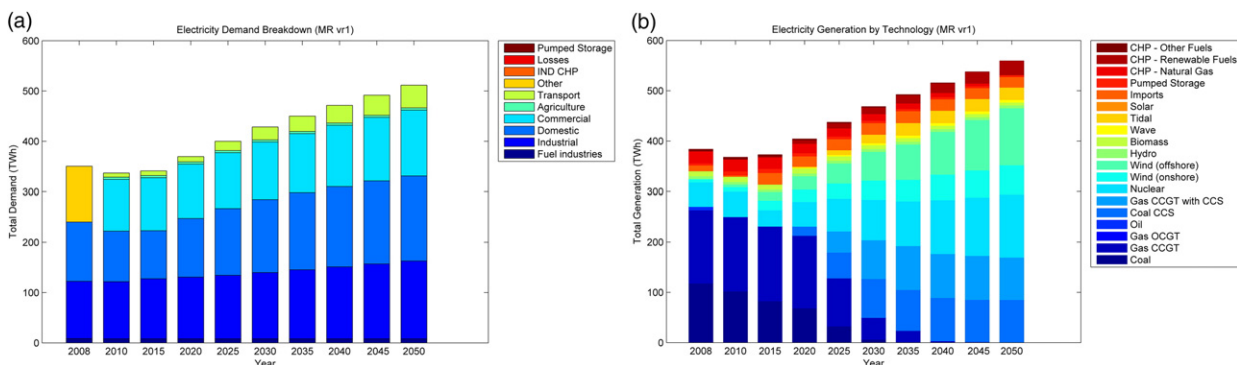 (a)
Electricity Demand Breakdown (MR vr1)
600
500
400
300
200
100
0
Total Demand (TWh)
2008 2010 2015 2020 2025 2030 2035 2040 2045 2050
Year
Pumped Storage
Losses
IND CHP
Other
Transport
Agriculture
Commercial
Domestic
Industrial
Fuel industries
(b)
Electricity Generation by Technology (MR vr1)
600
500
400
300
200
100
0
Total Generation (TWh)
2008 2010 2015 2020 2025 2030 2035 2040 2045 2050
Year
CHP - Other Fuels
CHP - Renewable Fuels
CHP - Natural Gas
Pumped Storage
Imports
Solar
Tidal
Wave
Biomass
Hydro
Wind (offshore)
Wind (onshore)
Nuclear
Gas CCGT with CCS
Coal CCS
Oil
Gas OCGT
Gas CCGT
Coal